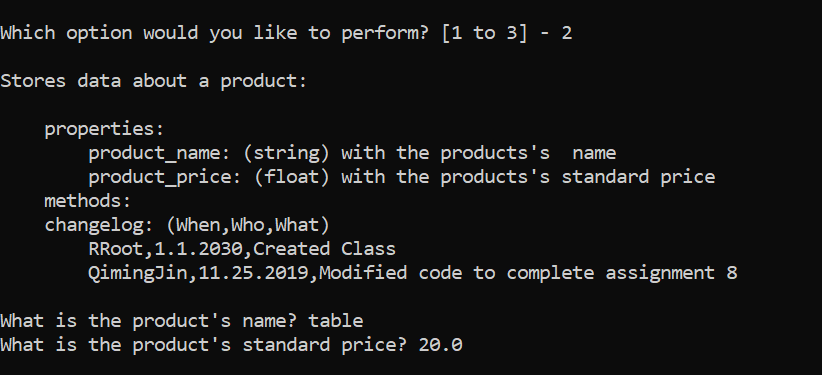 Which option would you like to perform? [1 to 3] - 2
Stores data about a product:
properties:
product_name: (string) with the products's  name
product_price: (float) with the products's standard price
methods:
changelog: (When,Who,What)
RRoot,1.1.2030,Created Class
QimingJin,11.25.2019,Modified code to complete assignment 8
What is the product's name? table
What is the product's standard price? 20.0